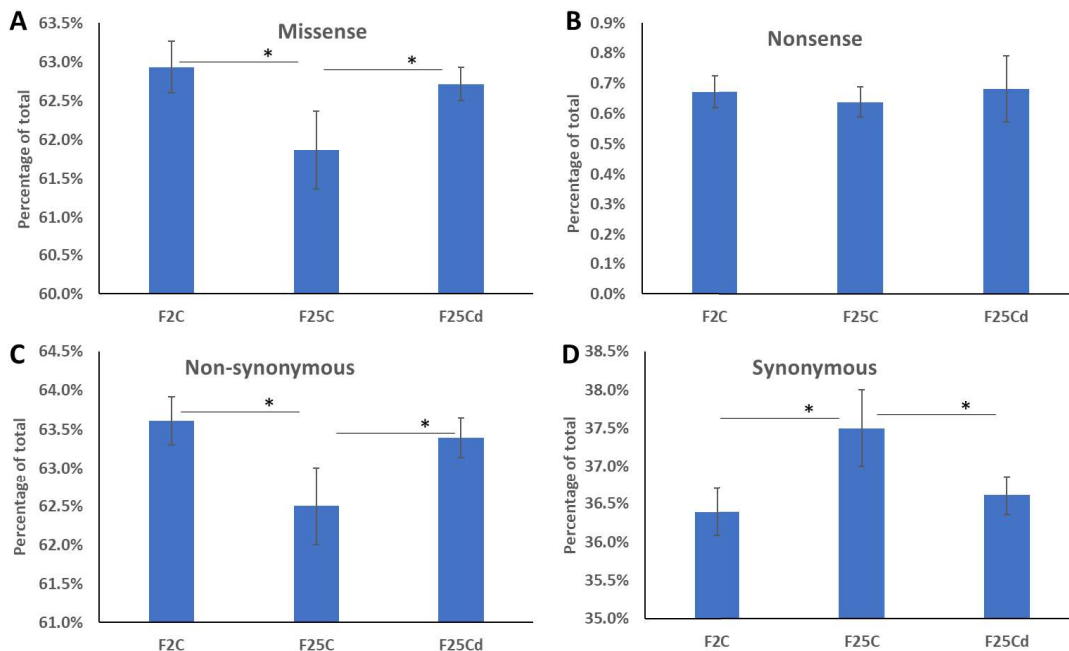 A
Missense
Percentage of total
63.5%
63.0%
62.5%
62.0%
61.5%
61.0%
60.5%
60.0%
*
*
F2C
F25C
F25Cd
B
Nonsense
Percentage of total
0.9%
0.8%
0.7%
0.6%
0.5%
0.4%
0.3%
0.2%
0.1%
0.0%
F2C
F25C
F25Cd
C
Non-synonymous
Percentage of total
64.5%
64.0%
63.5%
63.0%
62.5%
62.0%
61.5%
61.0%
*
*
F2C
F25C
F25Cd
D
Synonymous
Percentage of total
38.5%
38.0%
37.5%
37.0%
36.5%
36.0%
35.5%
35.0%
*
*
F2C
F25C
F25Cd